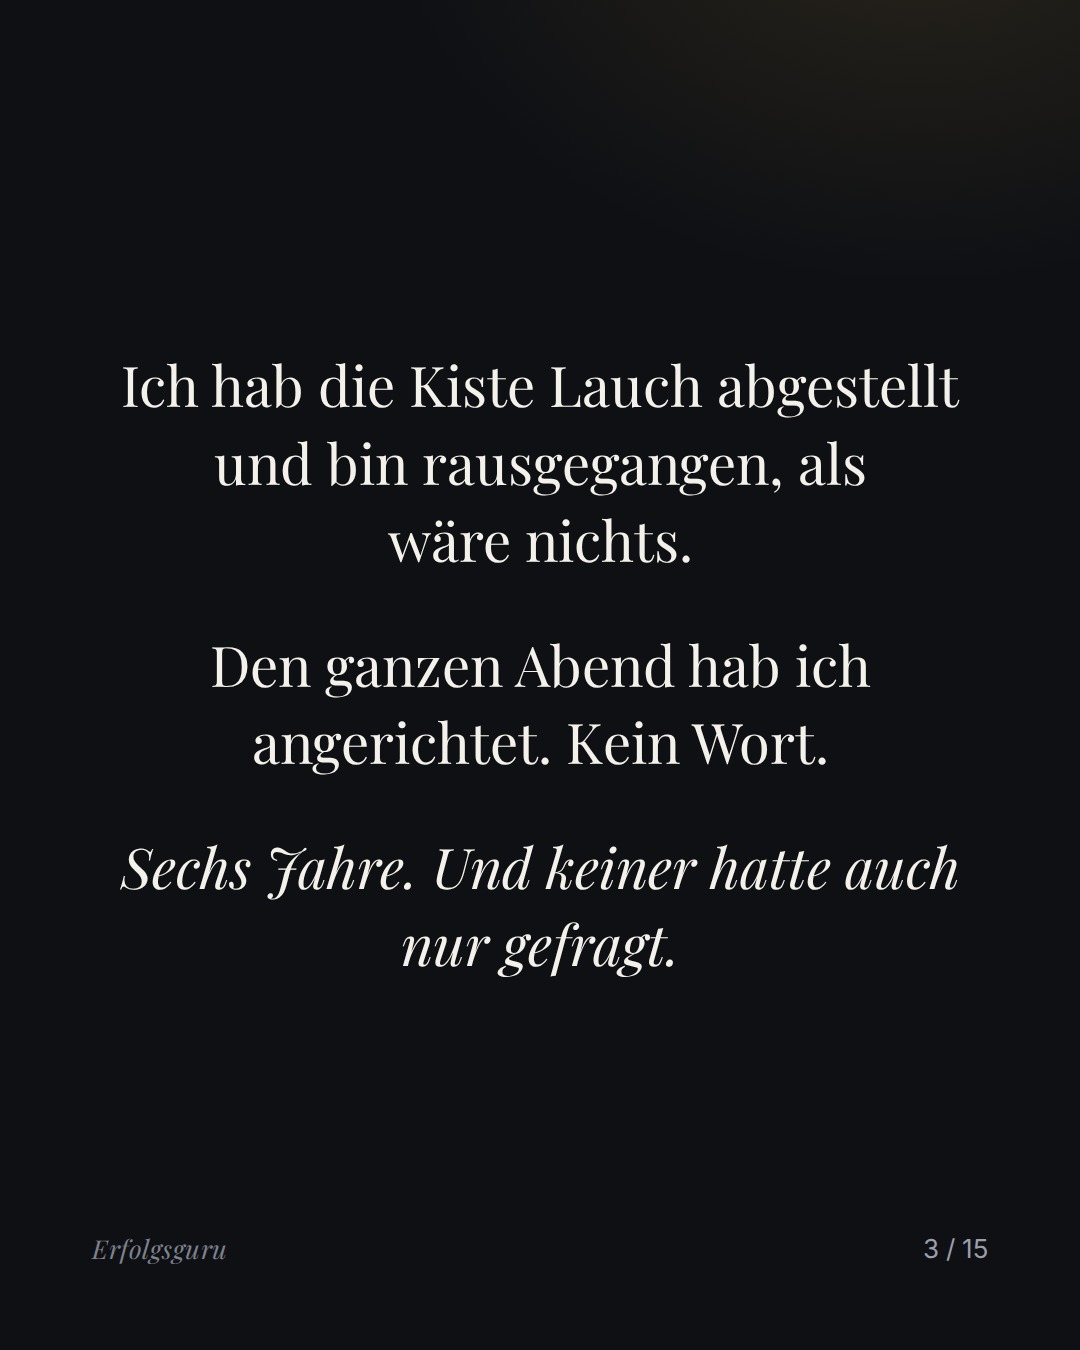 Ich hab die Kiste Lauch abgestellt
und bin rausgegangen, als
wäre nichts.
Den ganzen Abend hab ich
angerichtet. Kein Wort.
Sechs Jahre. Und keiner hatte auch
nur gefragt.
Erfolgsguru
3 / 15